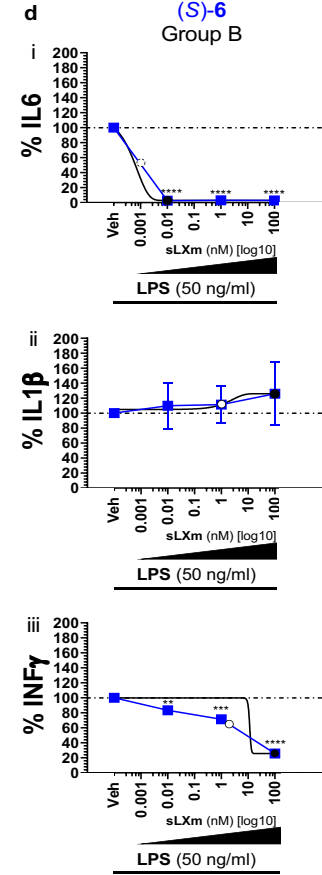 d
(S)-6
Group B
i
% IL6
200
180
160
140
120
100
80
60
40
20
0
**** **** ****
Veh 0.001 0.01 0.1 1 10 100
sLXm (nM) [log10]
LPS (50 ng/ml)
ii
% IL1β
200
180
160
140
120
100
80
60
40
20
0
Veh 0.001 0.01 0.1 1 10 100
sLXm (nM) [log10]
LPS (50 ng/ml)
iii
% INFγ
200
180
160
140
120
100
80
60
40
20
0
** *** ****
Veh 0.001 0.01 0.1 1 10 100
sLXm (nM) [log10]
LPS (50 ng/ml)